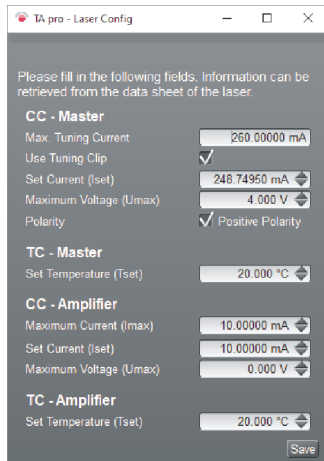 TA pro - Laser Config
Please fill in the following fields. Information can be
retrieved from the data sheet of the laser.
CC - Master
Max. Tuning Current 260.00000 mA
Use Tuning Clip
Set Current (Iset) 248.74950 mA
Maximum Voltage (Umax) 4.000 V
Polarity Positive Polarity
TC - Master
Set Temperature (Tset) 20.000 °C
CC - Amplifier
Maximum Current (Imax) 10.00000 mA
Set Current (Iset) 10.00000 mA
Maximum Voltage (Umax) 0.000 V
TC - Amplifier
Set Temperature (Tset) 20.000 °C
Save